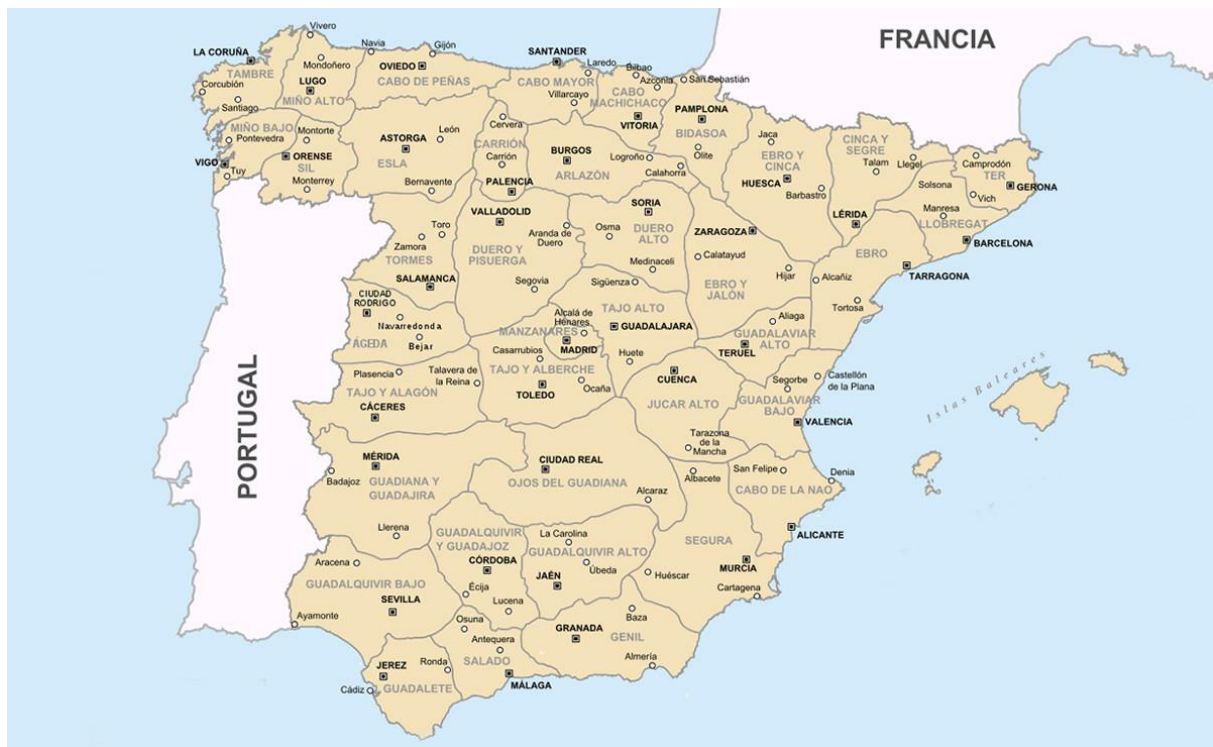 FRANCIA
PORTUGAL
Islas Baleares
Vivero
LA CORUÑA
TAMBRE
Corcubión
Santiago
Mondoñero
LUGO
MIÑO ALTO
Navia
Gijón
OVIEDO
CABO DE PEÑAS
SANTANDER
Laredo
CABO MAYOR
Villarcayo
Bilbao
Azconia
San Sebastián
CABO
MACHICHACO
VITORIA
PAMPLONA
BIDASOA
Olite
MIÑO BAJO
Pontevedra
VIGO
Tuy
Montorte
ORENSE
SIL
Monterrey
ASTORGA
León
ESLA
Bernavente
Cervera
CARRIÓN
Carrión
PALENCIA
BURGOS
ARLAZÓN
Logroño
Calahorra
Jaca
EBRO Y
CINCA
HUESCA
Barbastro
CINCA Y
SEGRE
Talam
Llegel
LÉRIDA
Camprodón
TER
GERONA
Solsona
Vich
Manresa
LLOBREGAT
BARCELONA
Toro
Zamora
TORMES
SALAMANCA
VALLADOLID
Aranda de
Duero
DUERO Y
PISUERGA
Segovia
SORIA
Osma
DUERO
ALTO
Medinaceli
ZARAGOZA
Calatayud
Hijar
EBRO Y
JALÓN
EBRO
TARRAGONA
Alcañiz
Tortosa
CIUDAD
RODRIGO
Navarredonda
Bejar
ÁGEDA
Sigüenza
TAJO ALTO
GUADALAJARA
Huete
Alcalá de
Henares
MANZANARES
MADRID
Casarrubios
TAJO Y ALBERCHE
Ocaña
TOLEDO
Aliaga
GUADALAVIAR
ALTO
TERUEL
Plasencia
Talavera de
la Reina
TAJO Y ALAGÓN
CÁCERES
CUENCA
JUCAR ALTO
Tarazona
de la
Mancha
Segorbe
Castellón
de la Plana
GUADALAVIAR
BAJO
VALENCIA
MÉRIDA
Badajoz
GUADIANA Y
GUADAJIRA
Llerena
CIUDAD REAL
OJOS DEL GUADIANA
Alcaraz
Albacete
San Felipe
Denia
CABO DE LA NAO
ALICANTE
SEGURA
MURCIA
Cartagena
Huéscar
GUADALQUIVIR
Y GUADAJOZ
CÓRDOBA
Écija
Lucena
La Carolina
GUADALQUIVIR ALTO
Úbeda
JAÉN
Aracena
GUADALQUIVIR BAJO
SEVILLA
Ayamonte
Osuna
Antequera
SALADO
MÁLAGA
GRANADA
Baza
GENIL
Almería
JEREZ
Ronda
Cádiz
GUADALETE